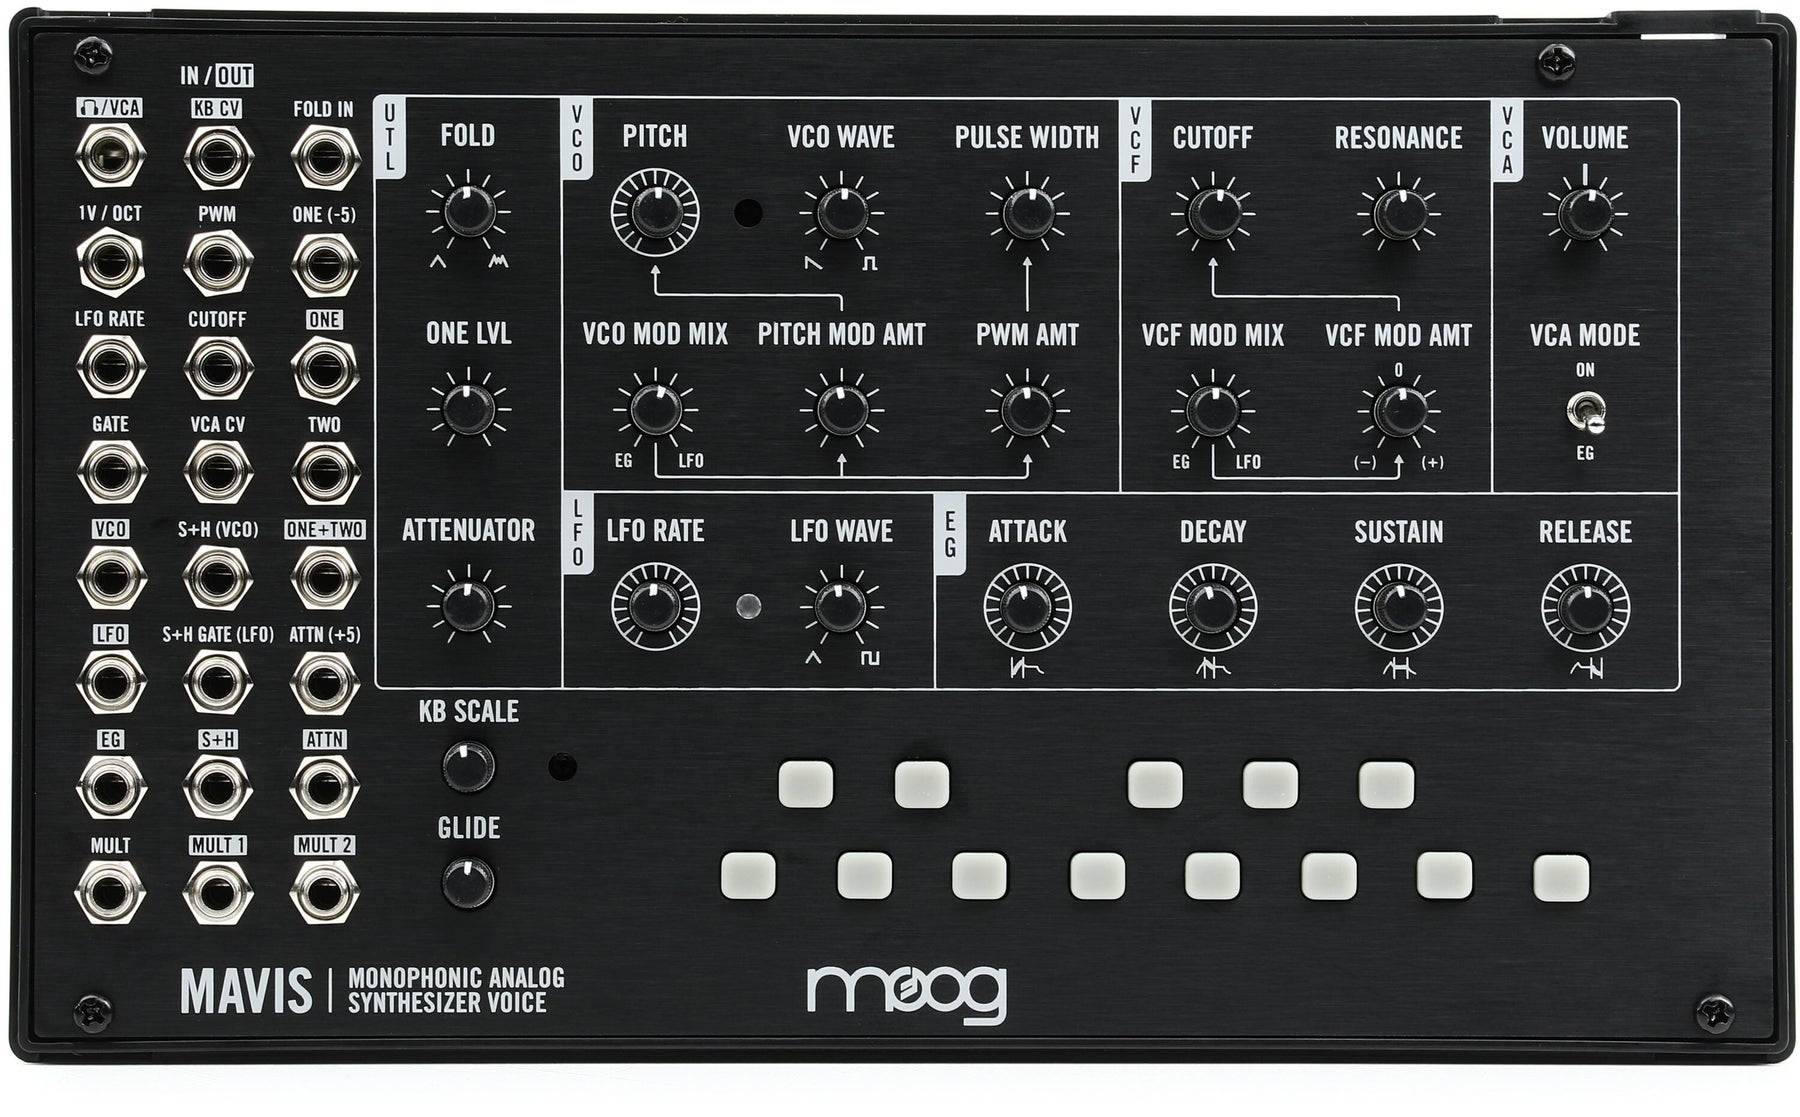 IN / OUT
/VCA KB CV FOLD IN
1V / OCT PWM ONE (-5)
LFO RATE CUTOFF ONE
GATE VCA CV TWO
VCO S+H (VCO) ONE+TWO
LFO S+H GATE (LFO) ATTN (+5)
EG S+H ATTN
MULT MULT 1 MULT 2
UTL
FOLD
ONE LVL
ATTENUATOR
VCO
PITCH VCO WAVE PULSE WIDTH
VCO MOD MIX PITCH MOD AMT PWM AMT
EG LFO
VCF
CUTOFF RESONANCE
VCF MOD MIX VCF MOD AMT
0
EG LFO (-) (+)
VCA
VOLUME
VCA MODE
ON
EG
LFO
LFO RATE LFO WAVE
EG
ATTACK DECAY SUSTAIN RELEASE
KB SCALE
GLIDE
MAVIS | MONOPHONIC ANALOG
SYNTHESIZER VOICE
moog